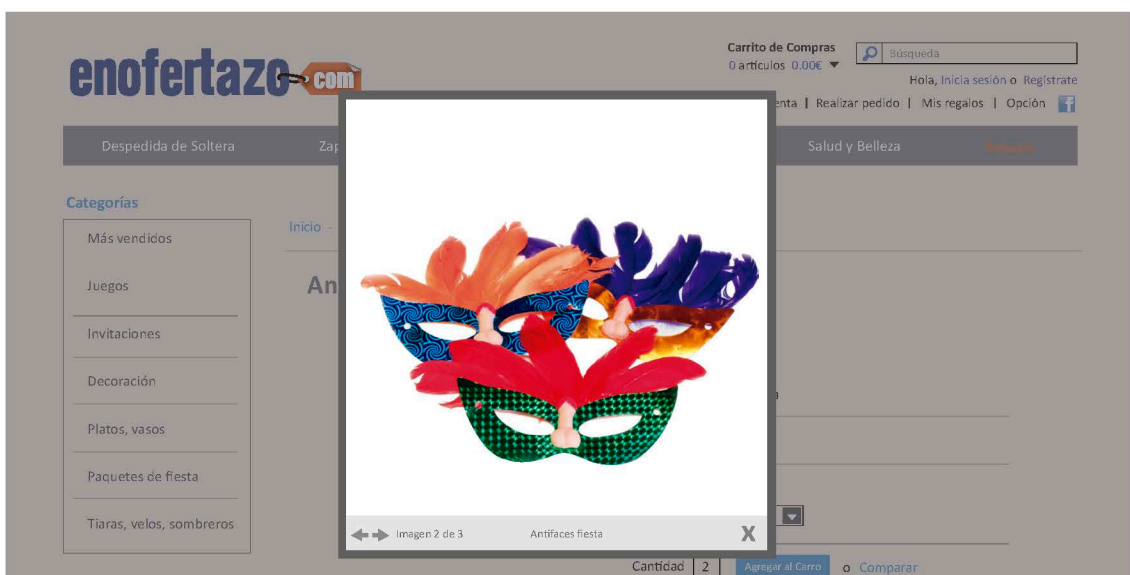 enofertazo com
Carrito de Compras
0 artículos 0.00€
Búsqueda
Hola, Inicia sesión o Regístrate
Realizar pedido | Mis regalos | Opción
Despedida de Soltera
Salud y Belleza
Categorías
Más vendidos
Juegos
Invitaciones
Decoración
Platos, vasos
Paquetes de fiesta
Tiaras, velos, sombreros
Inicio -
An
Imagen 2 de 3
Antifaces fiesta
X
Cantidad 2 Agregar al Carro o Comparar